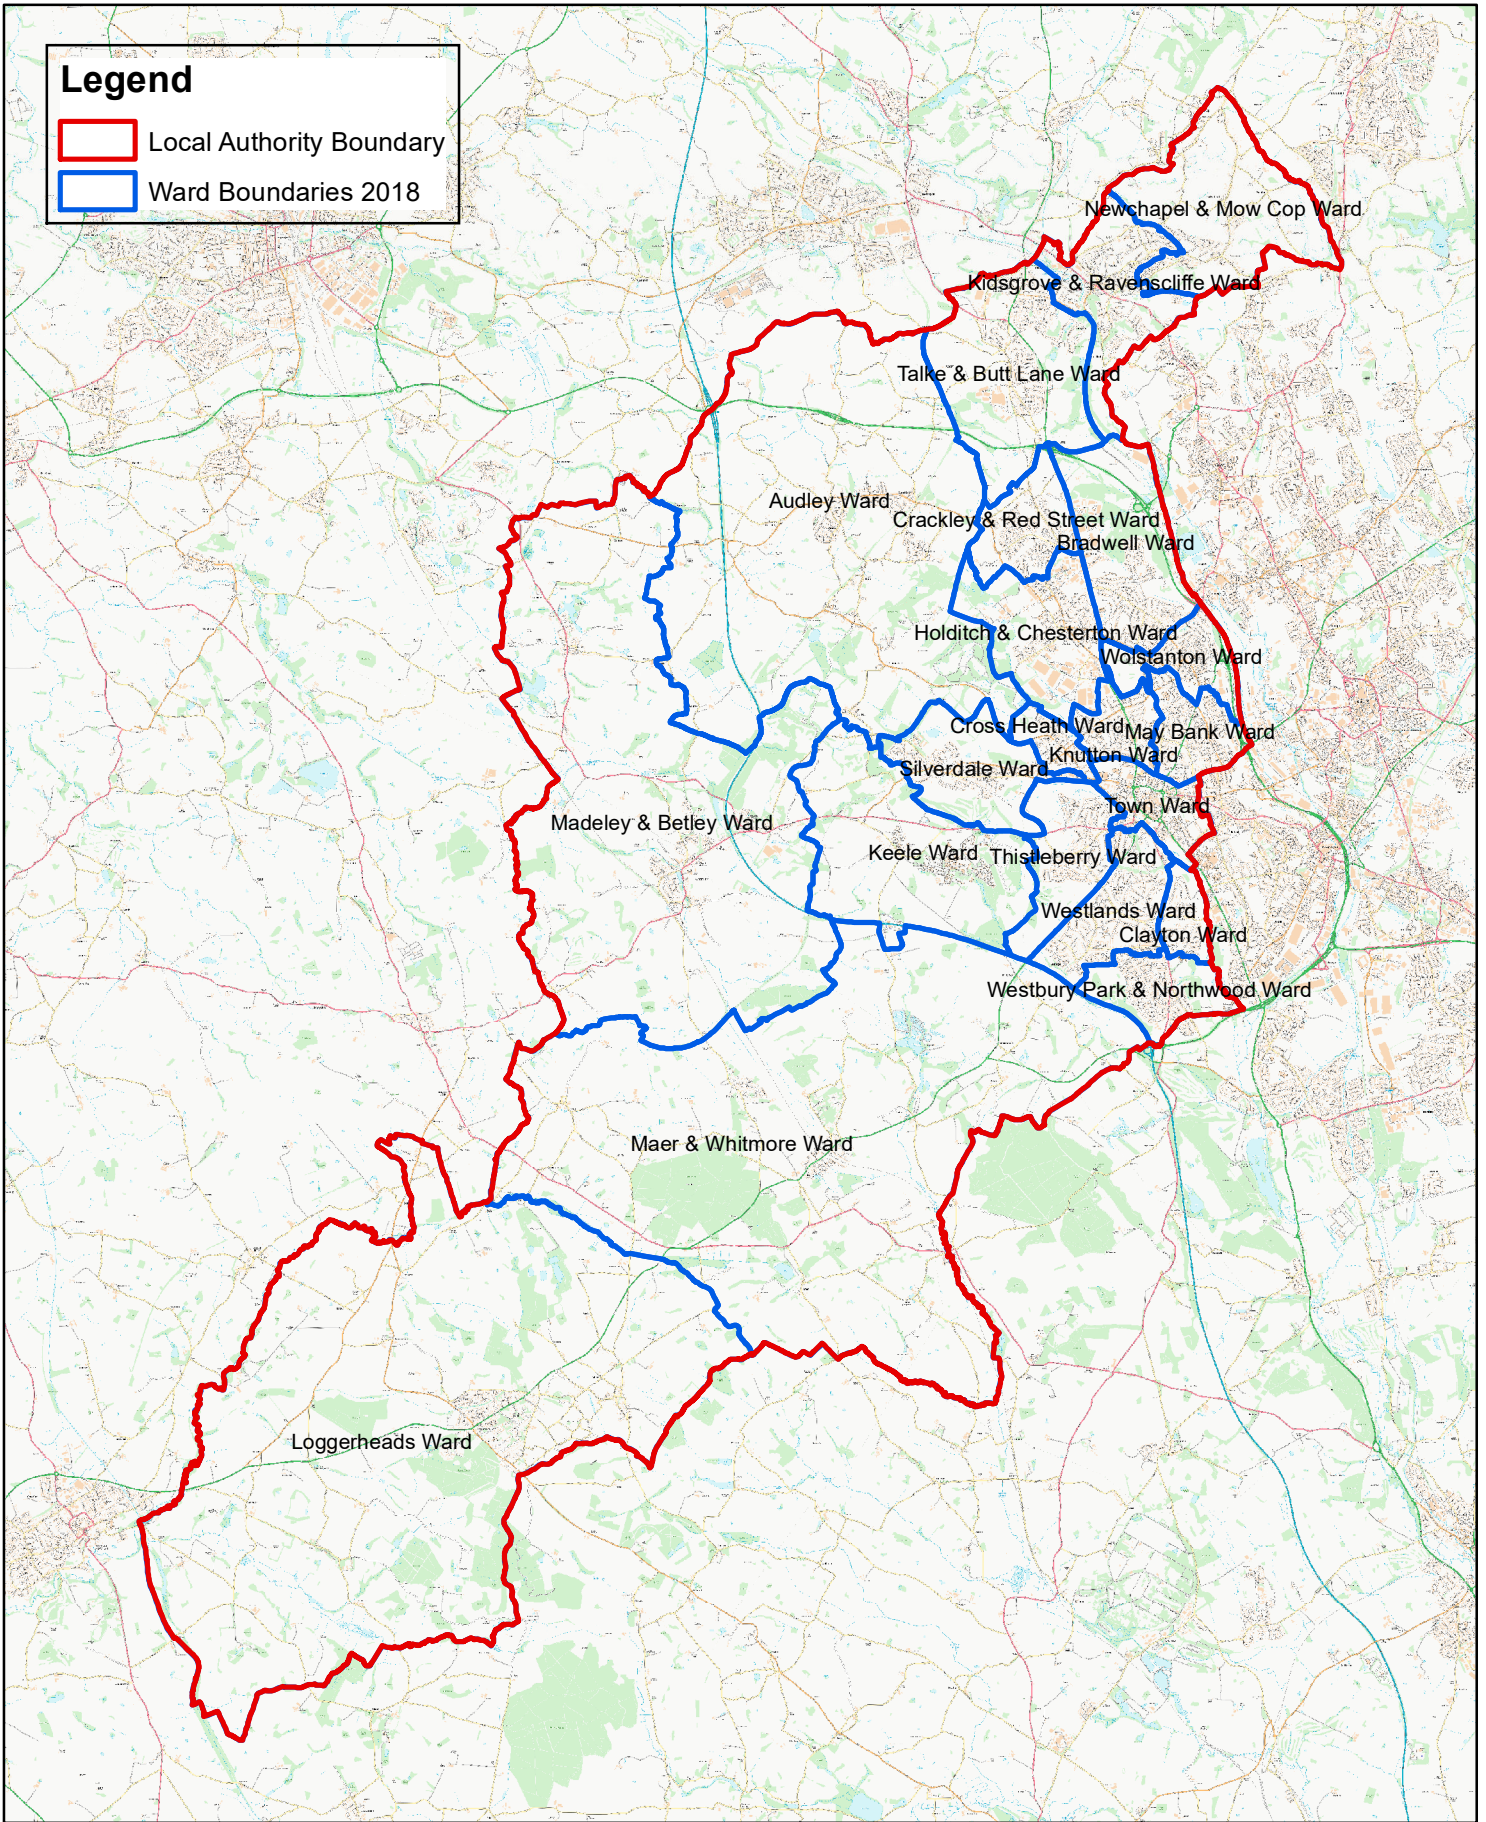 Legend
Local Authority Boundary
Ward Boundaries 2018
Newchapel & Mow Cop Ward
Kidsgrove & Ravenscliffe Ward
Talke & Butt Lane Ward
Audley Ward
Crackley & Red Street Ward
Bradwell Ward
Holditch & Chesterton Ward
Wolstanton Ward
Cross Heath Ward
May Bank Ward
Knutton Ward
Silverdale Ward
Town Ward
Madeley & Betley Ward
Keele Ward
Thistleberry Ward
Westlands Ward
Clayton Ward
Westbury Park & Northwood Ward
Maer & Whitmore Ward
Loggerheads Ward